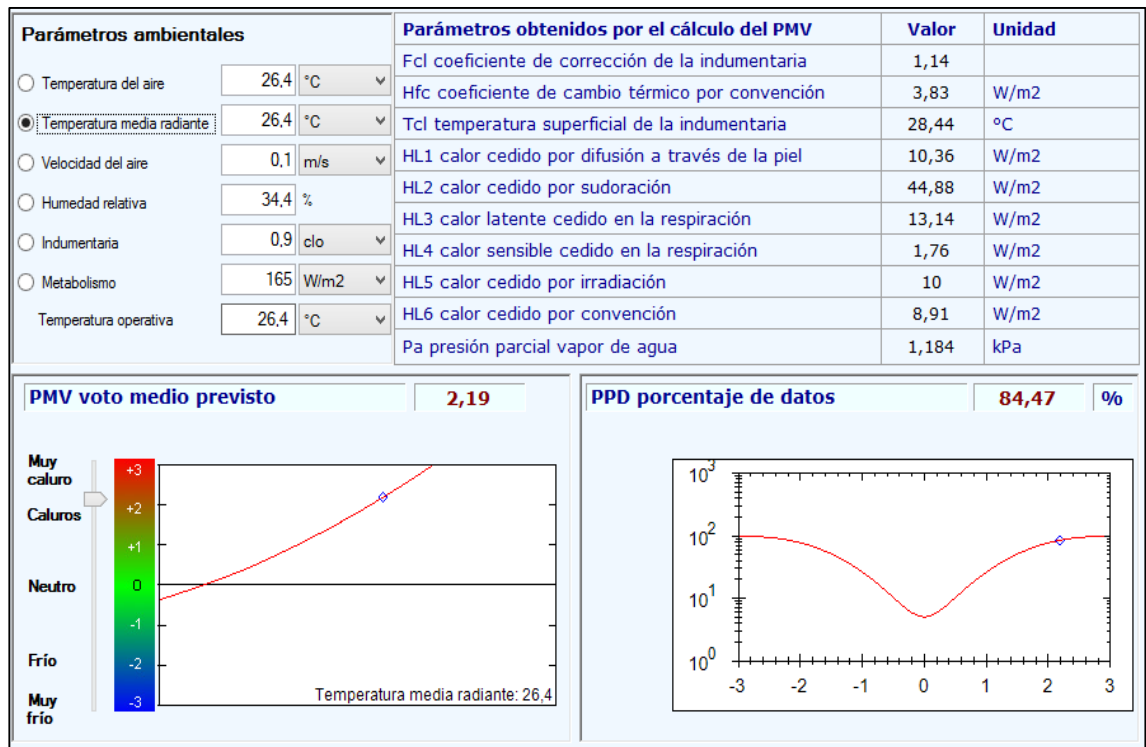 Parámetros ambientales
Temperatura del aire 26,4 °C
Temperatura media radiante 26,4 °C
Velocidad del aire 0,1 m/s
Humedad relativa 34,4 %
Indumentaria 0,9 clo
Metabolismo 165 W/m2
Temperatura operativa 26,4 °C
Parámetros obtenidos por el cálculo del PMV Valor Unidad
Fcl coeficiente de corrección de la indumentaria 1,14
Hfc coeficiente de cambio térmico por convención 3,83 W/m2
Tcl temperatura superficial de la indumentaria 28,44 °C
HL1 calor cedido por difusión a través de la piel 10,36 W/m2
HL2 calor cedido por sudoración 44,88 W/m2
HL3 calor latente cedido en la respiración 13,14 W/m2
HL4 calor sensible cedido en la respiración 1,76 W/m2
HL5 calor cedido por irradiación 10 W/m2
HL6 calor cedido por convención 8,91 W/m2
Pa presión parcial vapor de agua 1,184 kPa
PMV voto medio previsto 2,19
Muy
caluro
Caluros
Neutro
Frío
Muy
frío
+3
+2
+1
0
-1
-2
-3
Temperatura media radiante: 26,4
PPD porcentaje de datos 84,47 %
10^3
10^2
10^1
10^0
-3 -2 -1 0 1 2 3